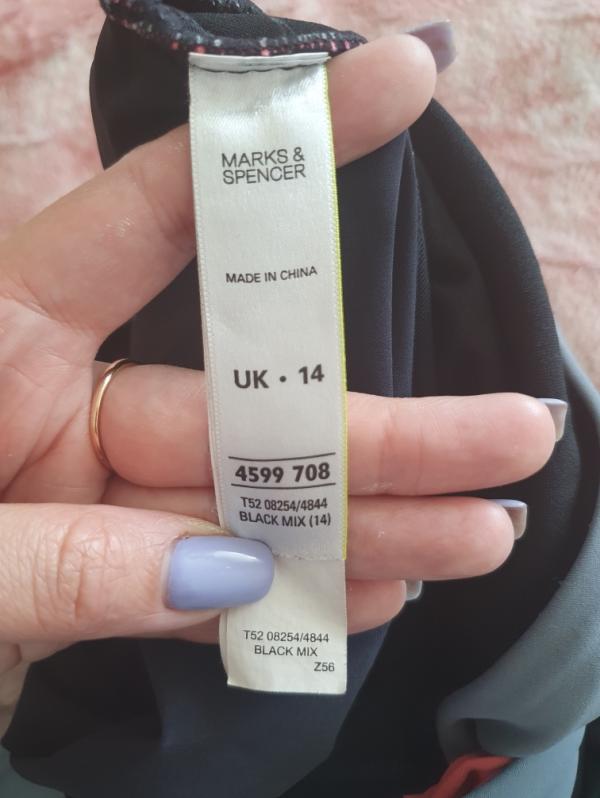 MARKS &
SPENCER
MADE IN CHINA
UK • 14
4599 708
T52 08254/4844
BLACK MIX (14)
T52 08254/4844
BLACK MIX
Z56